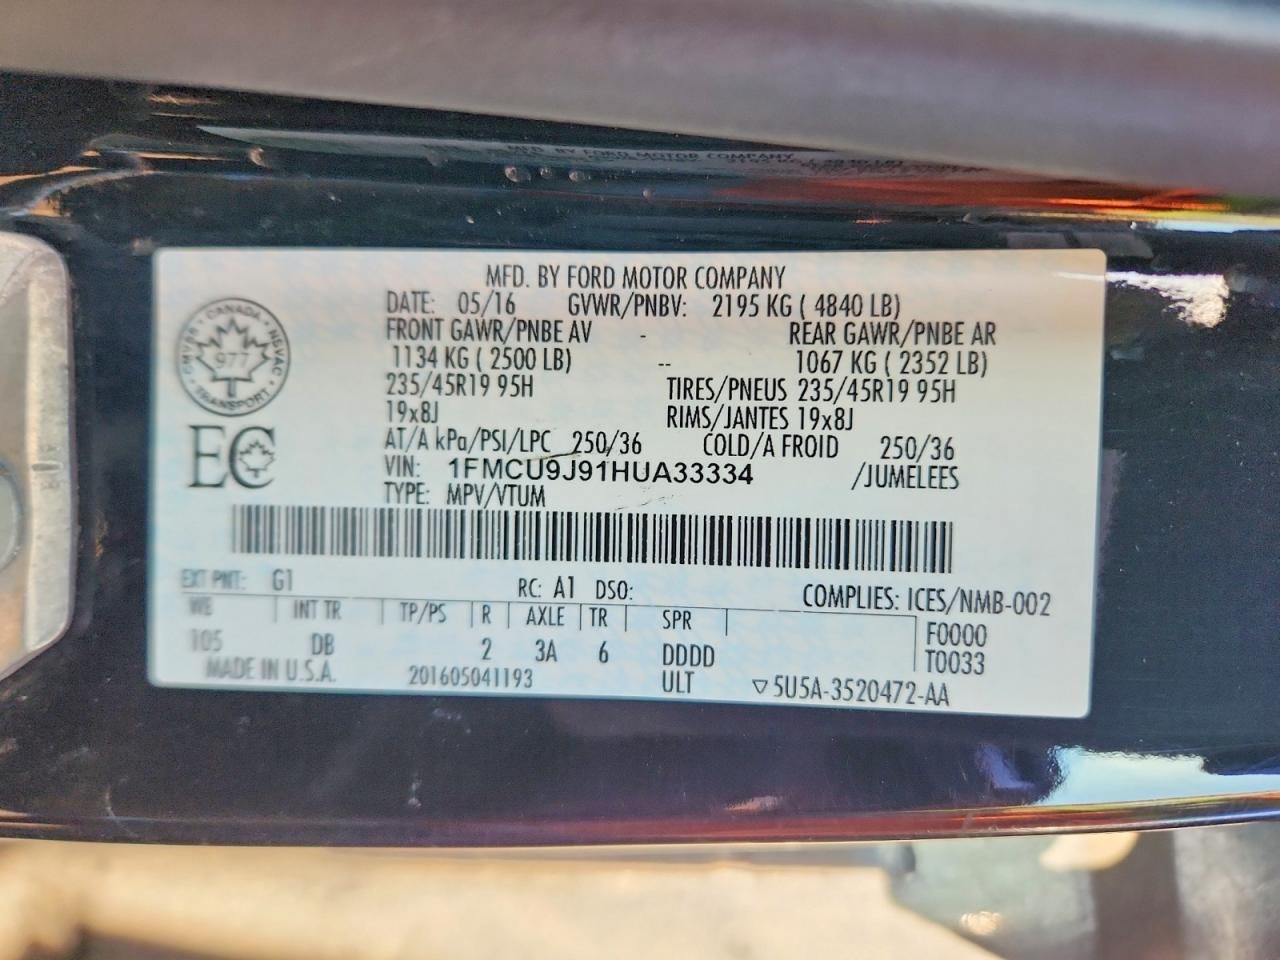 MFD. BY FORD MOTOR COMPANY
DATE: 05/16 GVWR/PNBV: 2195 KG ( 4840 LB)
FRONT GAWR/PNBE AV - REAR GAWR/PNBE AR
1134 KG ( 2500 LB) -- 1067 KG ( 2352 LB)
235/45R19 95H TIRES/PNEUS 235/45R19 95H
19x8J RIMS/JANTES 19x8J
AT/A kPa/PSI/LPC 250/36 COLD/A FROID 250/36
VIN: 1FMCU9J91HUA33334 /JUMELEES
TYPE: MPV/VTUM
CMVSS • CANADA • NSVAC
977
TRANSPORT
EC
EXT PNT: G1 RC: A1 DSO: COMPLIES: ICES/NMB-002
WB INT TR TP/PS R AXLE TR SPR F0000
105 DB 2 3A 6 DDDD T0033
MADE IN U.S.A. 201605041193 ULT ▽5U5A-3520472-AA